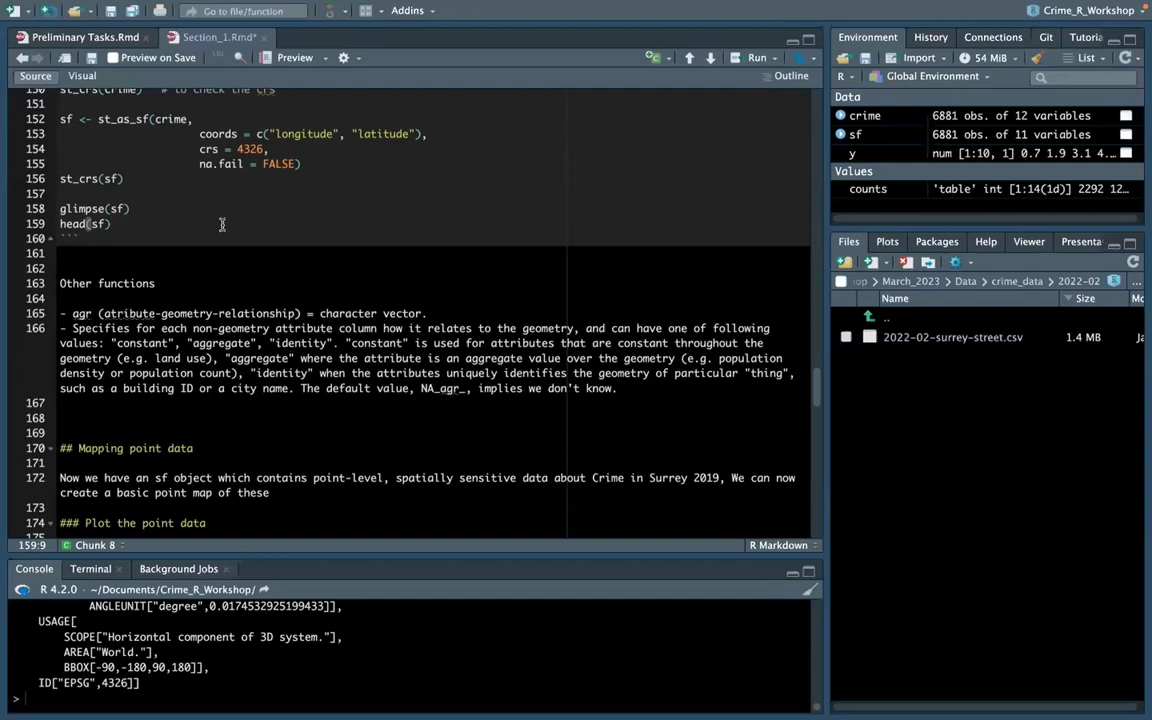 Go to file/function
Addins
Crime_R_Workshop
Preliminary Tasks.Rmd
Section_1.Rmd*
Preview on Save
Preview
Run
Source
Visual
Outline
150 st_crs(crime) # to check the crs
151
152 sf <- st_as_sf(crime,
153 coords = c("longitude", "latitude"),
154 crs = 4326,
155 na.fail = FALSE)
156 st_crs(sf)
157
158 glimpse(sf)
159 head(sf)
160 ```
161
162
163 Other functions
164
165 - agr (attribute-geometry-relationship) = character vector.
166 - Specifies for each non-geometry attribute column how it relates to the geometry, and can have one of following
values: "constant", "aggregate", "identity". "constant" is used for attributes that are constant throughout the
geometry (e.g. land use), "aggregate" where the attribute is an aggregate value over the geometry (e.g. population
density or population count), "identity" when the attributes uniquely identifies the geometry of particular "thing",
such as a building ID or a city name. The default value, NA_agr_, implies we don't know.
167
168
169
170 ## Mapping point data
171
172 Now we have an sf object which contains point-level, spatially sensitive data about Crime in Surrey 2019, We can now
create a basic point map of these
173
174 ### Plot the point data
175
159:9
Chunk 8
R Markdown
Console
Terminal
Background Jobs
R 4.2.0 · ~/Documents/Crime_R_Workshop/
ANGLEUNIT["degree",0.0174532925199433]],
USAGE[
SCOPE["Horizontal component of 3D system."],
AREA["World."],
BBOX[-90,-180,90,180]],
ID["EPSG",4326]]
>
Environment
History
Connections
Git
Tutoria
Import
54 MiB
List
R
Global Environment
Data
crime 6881 obs. of 12 variables
sf 6881 obs. of 11 variables
y num [1:10, 1] 0.7 1.9 3.1 4....
Values
counts 'table' int [1:14(1d)] 2292 12...
Files
Plots
Packages
Help
Viewer
Presenta
op > March_2023 > Data > crime_data > 2022-02
...
Name
Size
Mo
..
2022-02-surrey-street.csv
1.4 MB
Ja